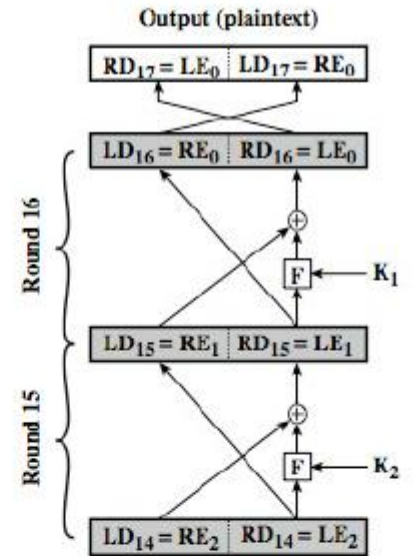 Output (plaintext)
RD17 = LE0 LD17 = RE0
LD16 = RE0 RD16 = LE0
Round 16
+
F
K1
LD15 = RE1 RD15 = LE1
Round 15
+
F
K2
LD14 = RE2 RD14 = LE2